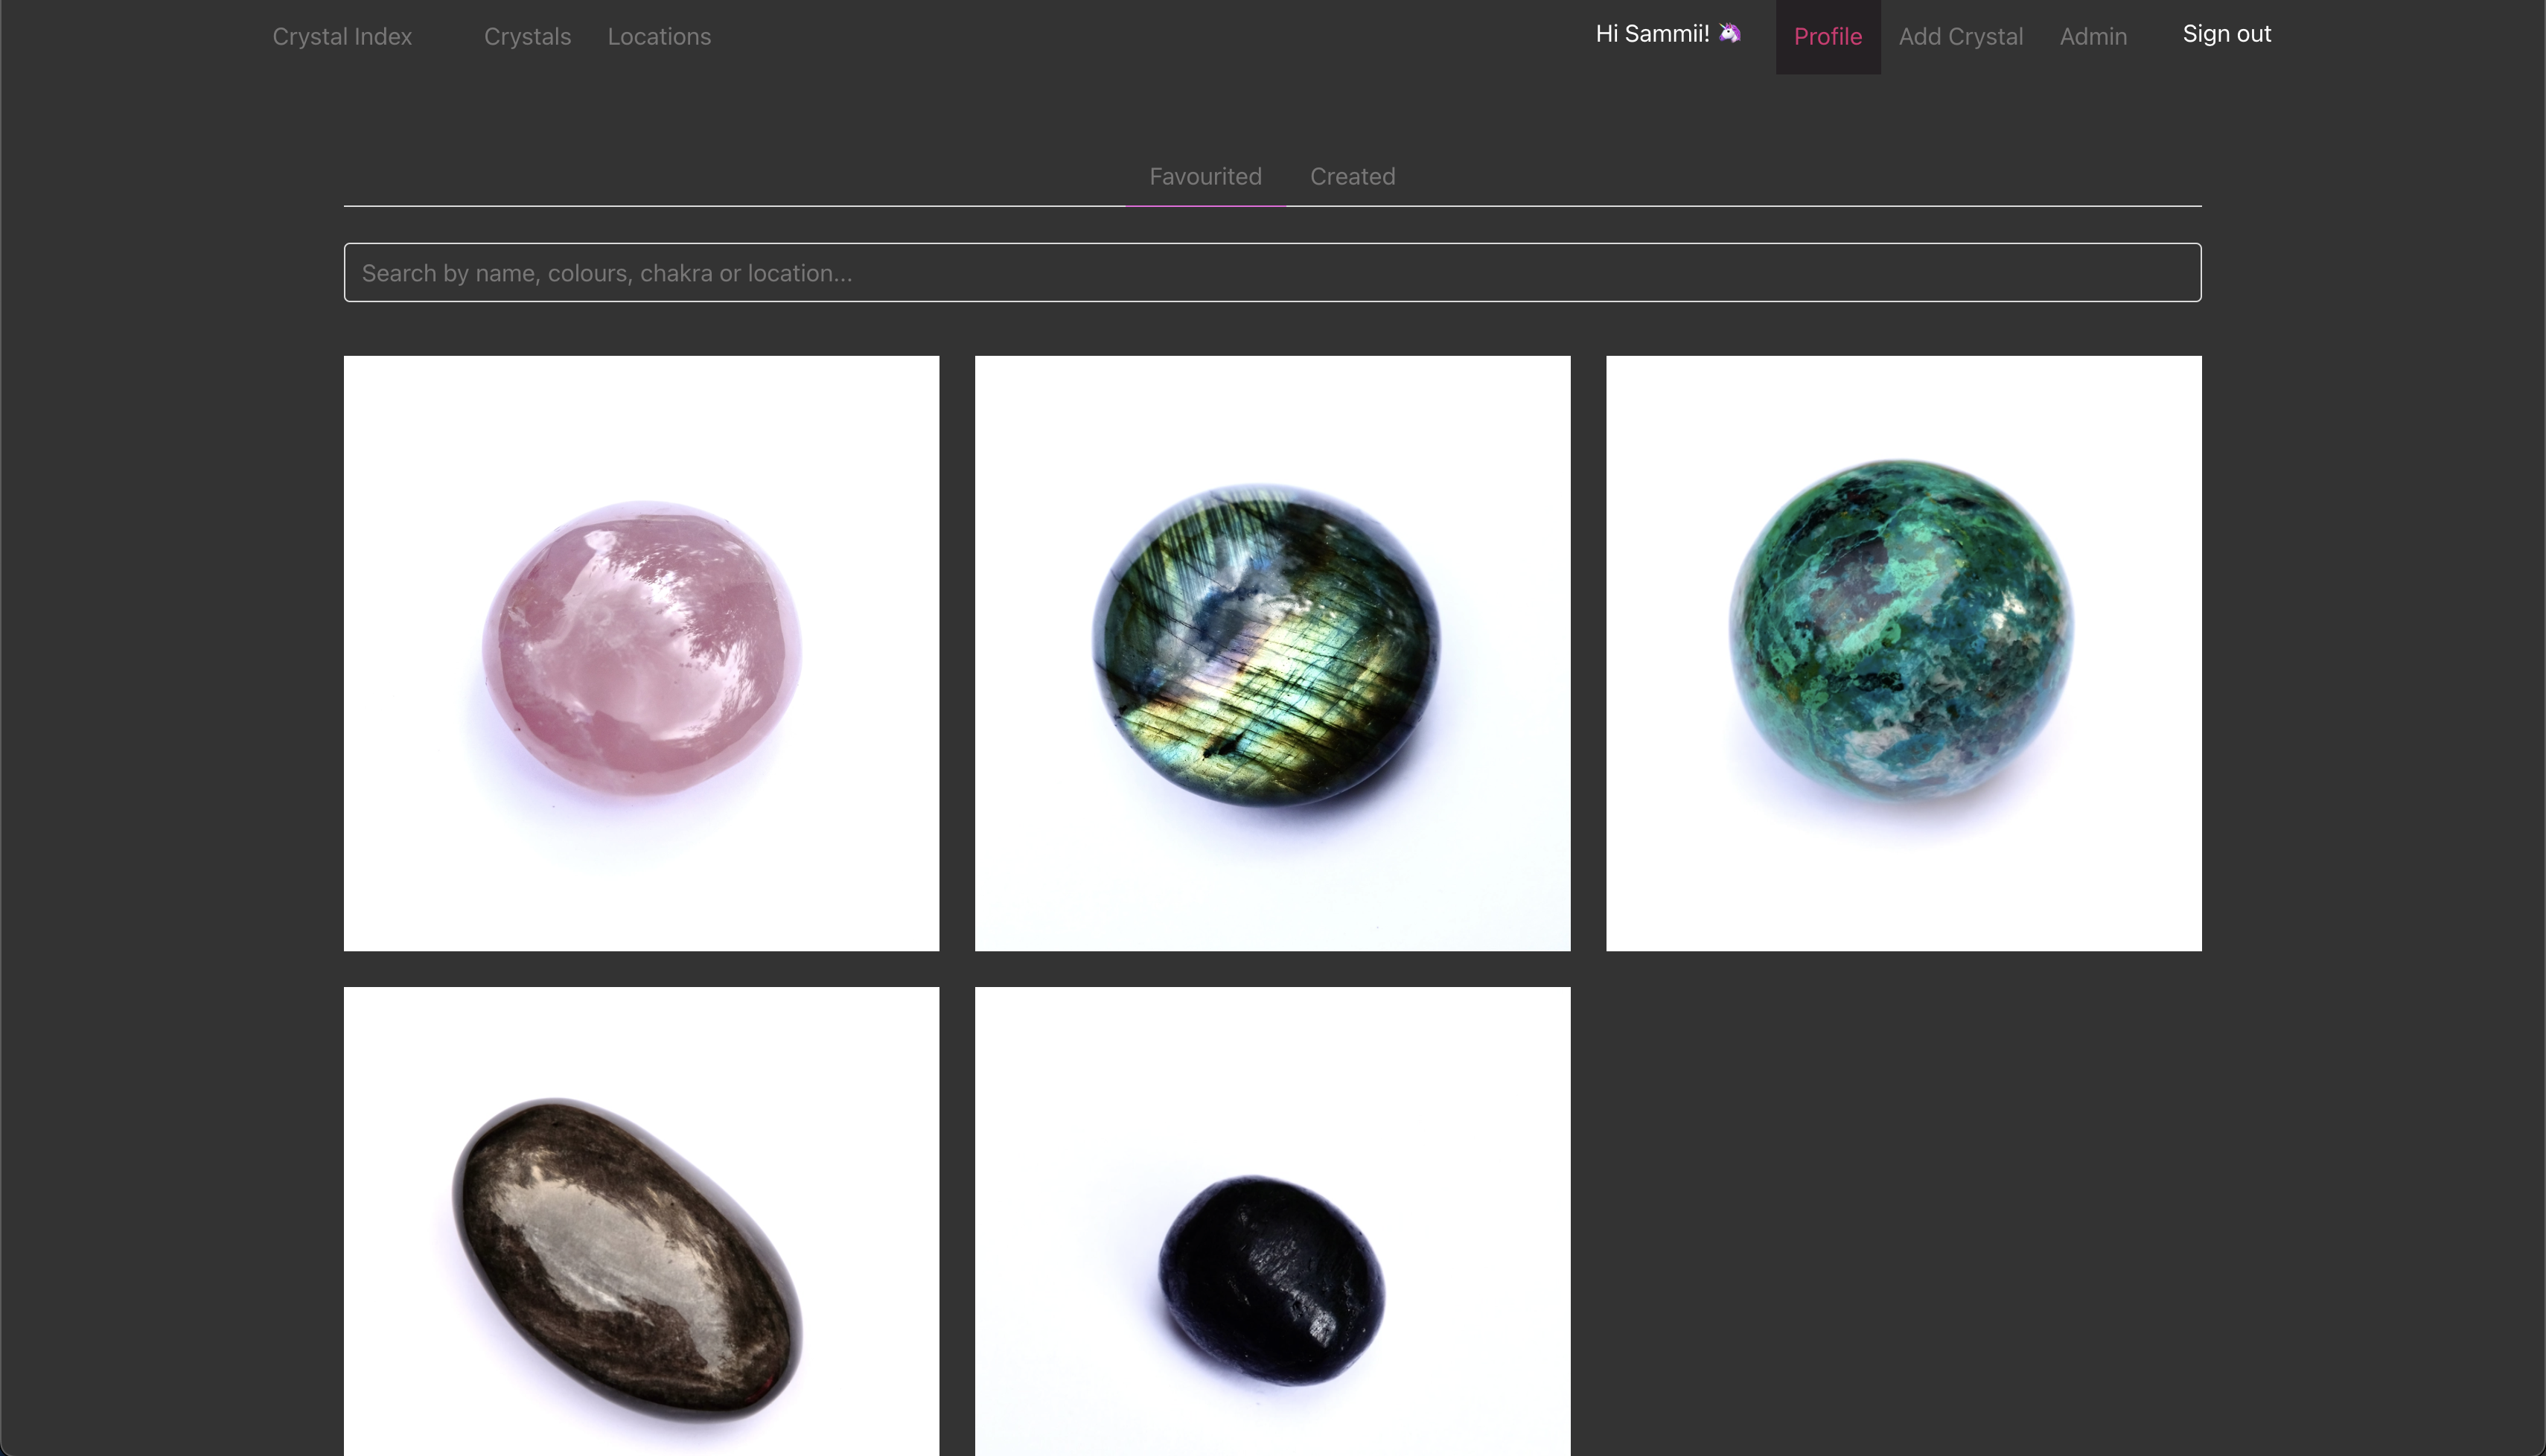 Crystal Index Crystals Locations Hi Sammii! 🦄 Profile Add Crystal Admin Sign out
Favourited Created
Search by name, colours, chakra or location...